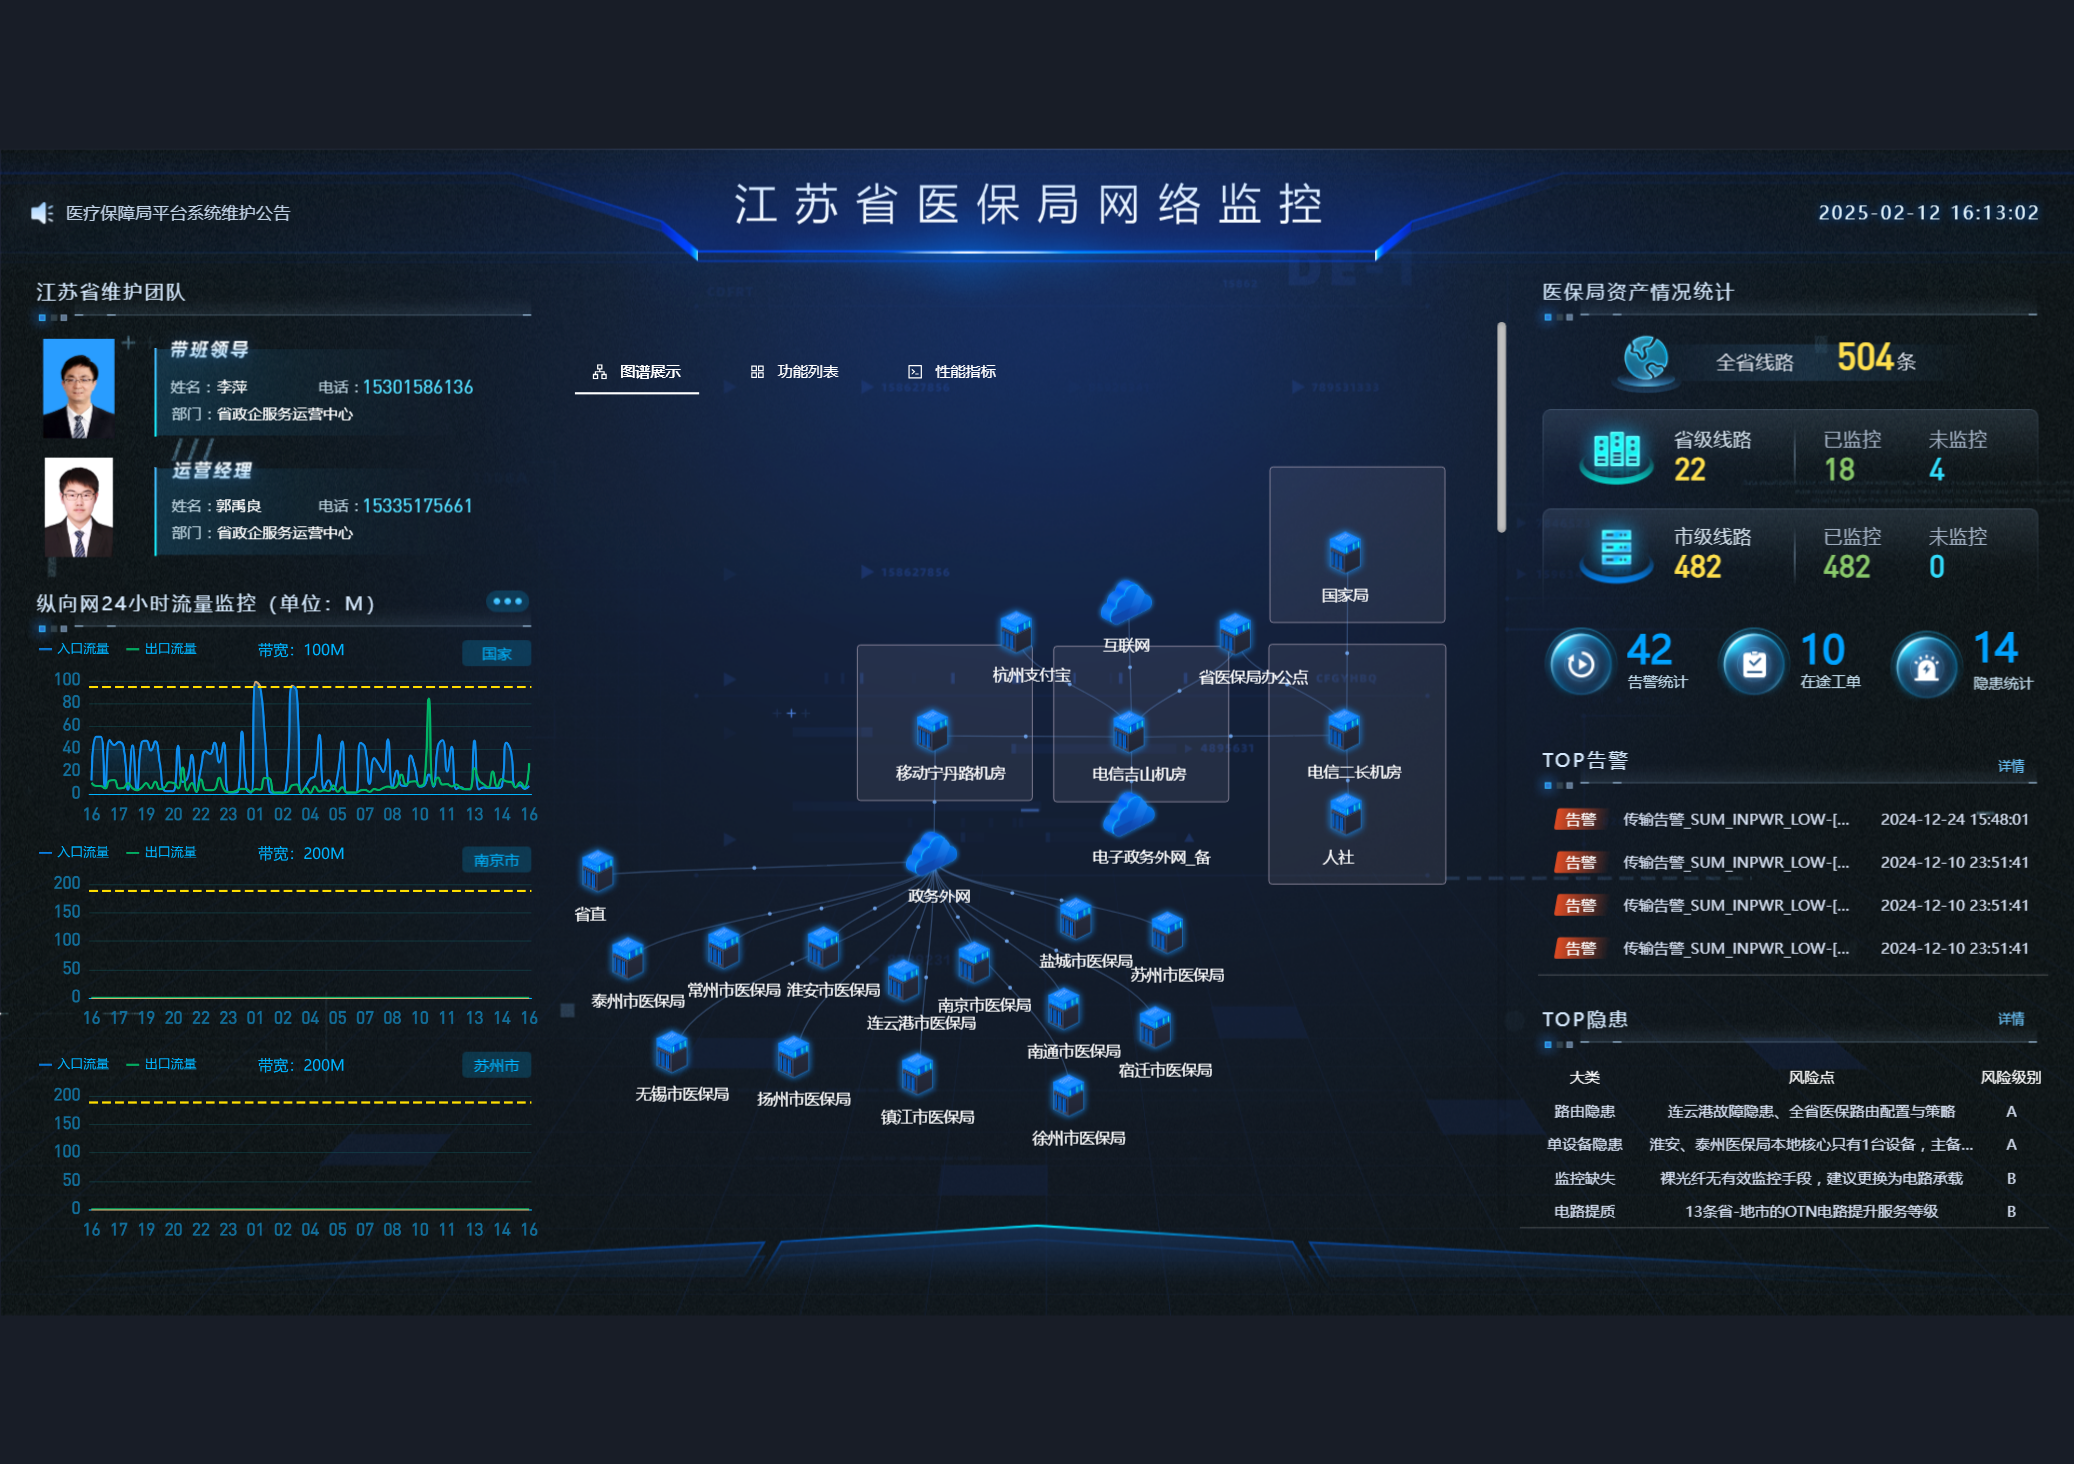 江苏省医保局网络监控
医疗保障局平台系统维护公告
2025-02-12 16:13:02
江苏省维护团队
带班领导
姓名：李萍 电话：15301586136
部门：省政企服务运营中心
运营经理
姓名：郭禹良 电话：15335175661
部门：省政企服务运营中心
纵向网24小时流量监控（单位：M）
入口流量 出口流量 带宽：100M 国家
100
80
60
40
20
0
16 17 19 20 22 23 01 02 04 05 07 08 10 11 13 14 16
入口流量 出口流量 带宽：200M 南京市
200
150
100
50
0
16 17 19 20 22 23 01 02 04 05 07 08 10 11 13 14 16
入口流量 出口流量 带宽：200M 苏州市
200
150
100
50
0
16 17 19 20 22 23 01 02 04 05 07 08 10 11 13 14 16
图谱展示 功能列表 性能指标
国家局
互联网
杭州支付宝
省医保局办公点
移动宁丹路机房
电信吉山机房
电信二长机房
电子政务外网_备
人社
政务外网
省直
盐城市医保局
苏州市医保局
泰州市医保局
常州市医保局
淮安市医保局
南京市医保局
连云港市医保局
南通市医保局
宿迁市医保局
无锡市医保局
扬州市医保局
镇江市医保局
徐州市医保局
医保局资产情况统计
全省线路 504条
省级线路 已监控 未监控
22 18 4
市级线路 已监控 未监控
482 482 0
42 10 14
告警统计 在途工单 隐患统计
TOP告警 详情
告警 传输告警_SUM_INPWR_LOW-[... 2024-12-24 15:48:01
告警 传输告警_SUM_INPWR_LOW-[... 2024-12-10 23:51:41
告警 传输告警_SUM_INPWR_LOW-[... 2024-12-10 23:51:41
告警 传输告警_SUM_INPWR_LOW-[... 2024-12-10 23:51:41
TOP隐患 详情
大类 风险点 风险级别
路由隐患 连云港故障隐患、全省医保路由配置与策略 A
单设备隐患 淮安、泰州医保局本地核心只有1台设备，主备... A
监控缺失 裸光纤无有效监控手段，建议更换为电路承载 B
电路提质 13条省-地市的OTN电路提升服务等级 B